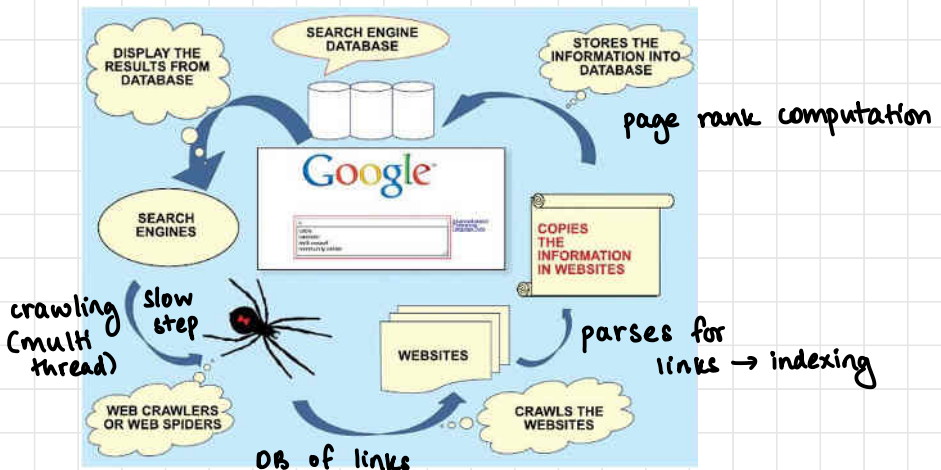 DISPLAY THE
RESULTS FROM
DATABASE
SEARCH ENGINE
DATABASE
STORES THE
INFORMATION INTO
DATABASE
page rank computation
Google
SEARCH
ENGINES
COPIES
THE
INFORMATION
IN WEBSITES
crawling
(multi
thread)
slow
step
WEBSITES
parses for
links → indexing
WEB CRAWLERS
OR WEB SPIDERS
CRAWLS THE
WEBSITES
DB of links